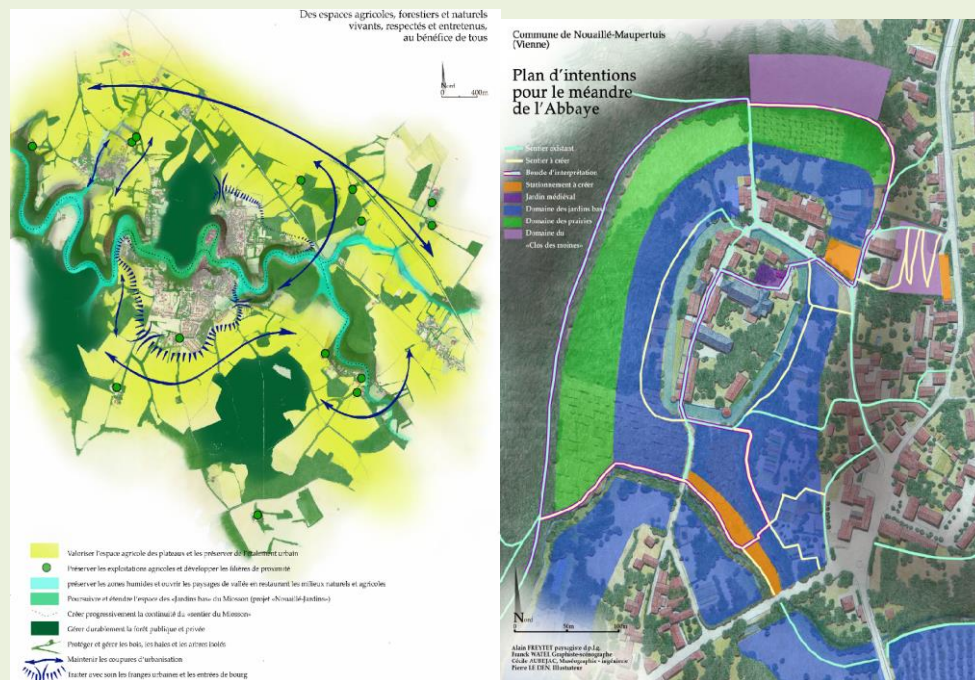 Des espaces agricoles, forestiers et naturels
vivants, respectés et entretenus,
au bénéfice de tous
Nord
0 400m
Valoriser l'espace agricole des plateaux et les préserver de l'étalement urbain
Préserver les exploitations agricoles et développer les filières de proximité
préserver les zones humides et ouvrir les paysages de vallée en restaurant les milieux naturels et agricoles
Poursuivre et étendre l'espace des «Jardins bas» du Miosson (projet «Nouaillé-Jardins»)
Créer progressivement la continuité du «sentier du Miosson»
Gérer durablement la forêt publique et privée
Protéger et gérer les bois, les haies et les arbres isolés
Maintenir les coupures d'urbanisation
Traiter avec soin les franges urbaines et les entrées de bourg
Commune de Nouaillé-Maupertuis
(Vienne)
Plan d'intentions
pour le méandre
de l'Abbaye
Sentier existant
Sentier à créer
Boucle d'interprétation
Stationnement à créer
Jardin médiéval
Domaine des jardins bas
Domaine des prairies
Domaine du
«Clos des moines»
Nord
0 50m 100m
Alain FREYTET paysagiste d.p.l.g.
Franck WATEL Graphiste-scénographe
Cécile AUREJAC, Muséographie - ingénierie
Pierre LE DEN, Illustrateur